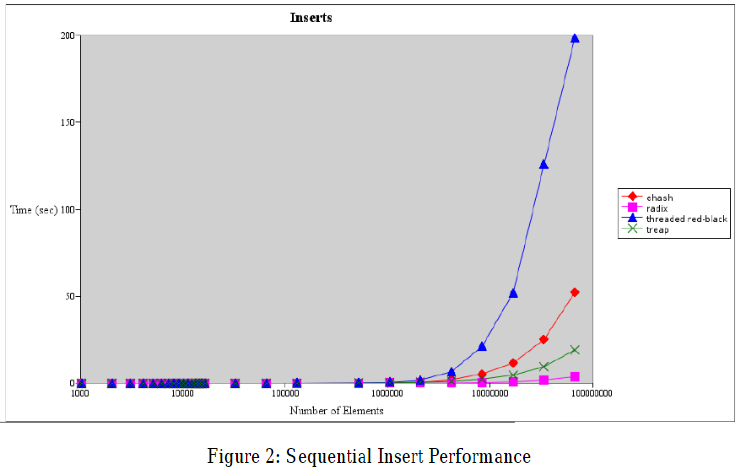 Inserts
200
150
Time (sec) 100
50
0
1000 10000 100000 1000000 10000000 100000000
Number of Elements
chash
radix
threaded red-black
treap
Figure 2: Sequential Insert Performance